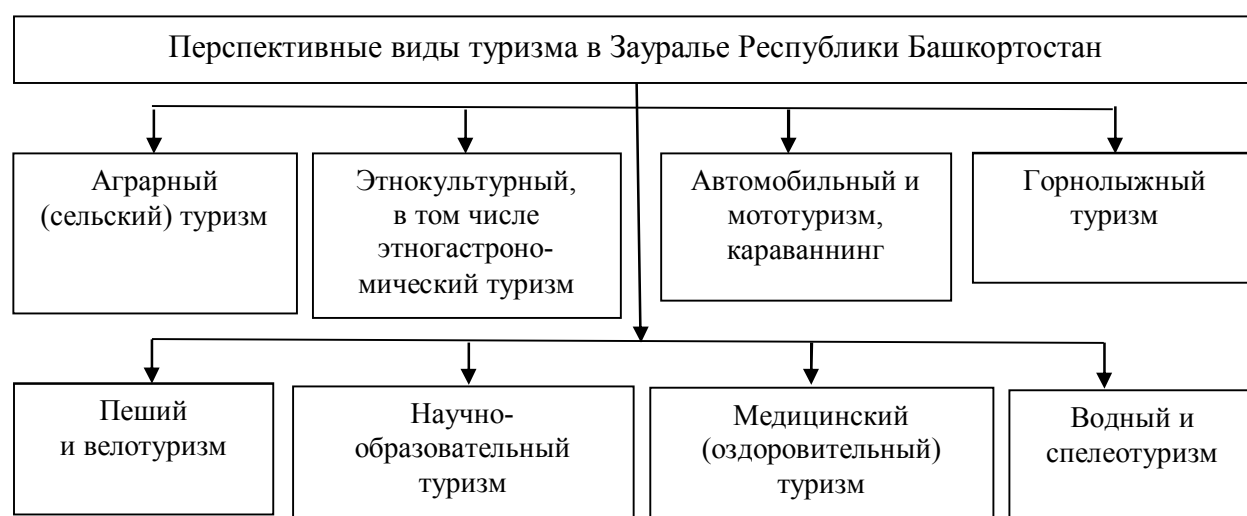 Перспективные виды туризма в Зауралье Республики Башкортостан
Аграрный
(сельский) туризм
Этнокультурный,
в том числе
этногастроно-
мический туризм
Автомобильный и
мототуризм,
караваннинг
Горнолыжный
туризм
Пеший
и велотуризм
Научно-
образовательный
туризм
Медицинский
(оздоровительный)
туризм
Водный и
спелеотуризм